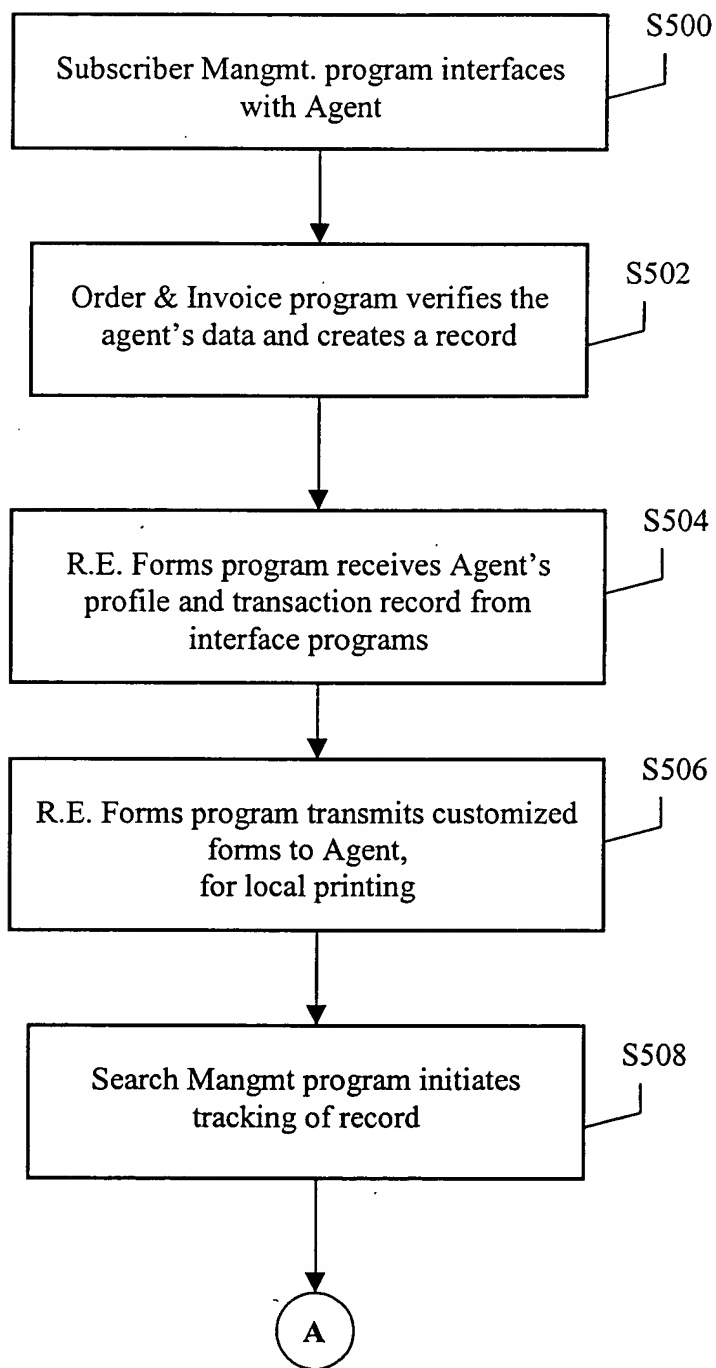 S500
Subscriber Mangmt. program interfaces
with Agent
S502
Order & Invoice program verifies the
agent's data and creates a record
S504
R.E. Forms program receives Agent's
profile and transaction record from
interface programs
S506
R.E. Forms program transmits customized
forms to Agent,
for local printing
S508
Search Mangmt program initiates
tracking of record
A